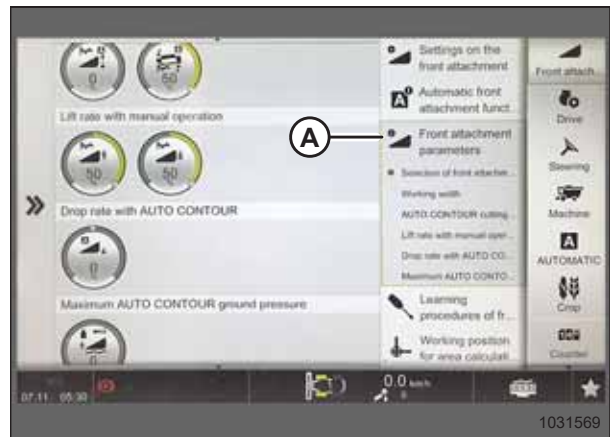 0
50
Lift rate with manual operation
50
50
Drop rate with AUTO CONTOUR
0
Maximum AUTO CONTOUR ground pressure
Settings on the
front attachment
Automatic front
attachment funct.
A
Front attachment
parameters
Selection of front attachm...
Working width
AUTO CONTOUR cutting...
Lift rate with manual oper...
Drop rate with AUTO CO...
Maximum AUTO CONTO...
Learning
procedures of fr...
Working position
for area calculati...
Front attach.
Drive
Steering
Machine
A
AUTOMATIC
Crop
Counter
07.11 05:30
0.0 km/h
1031569